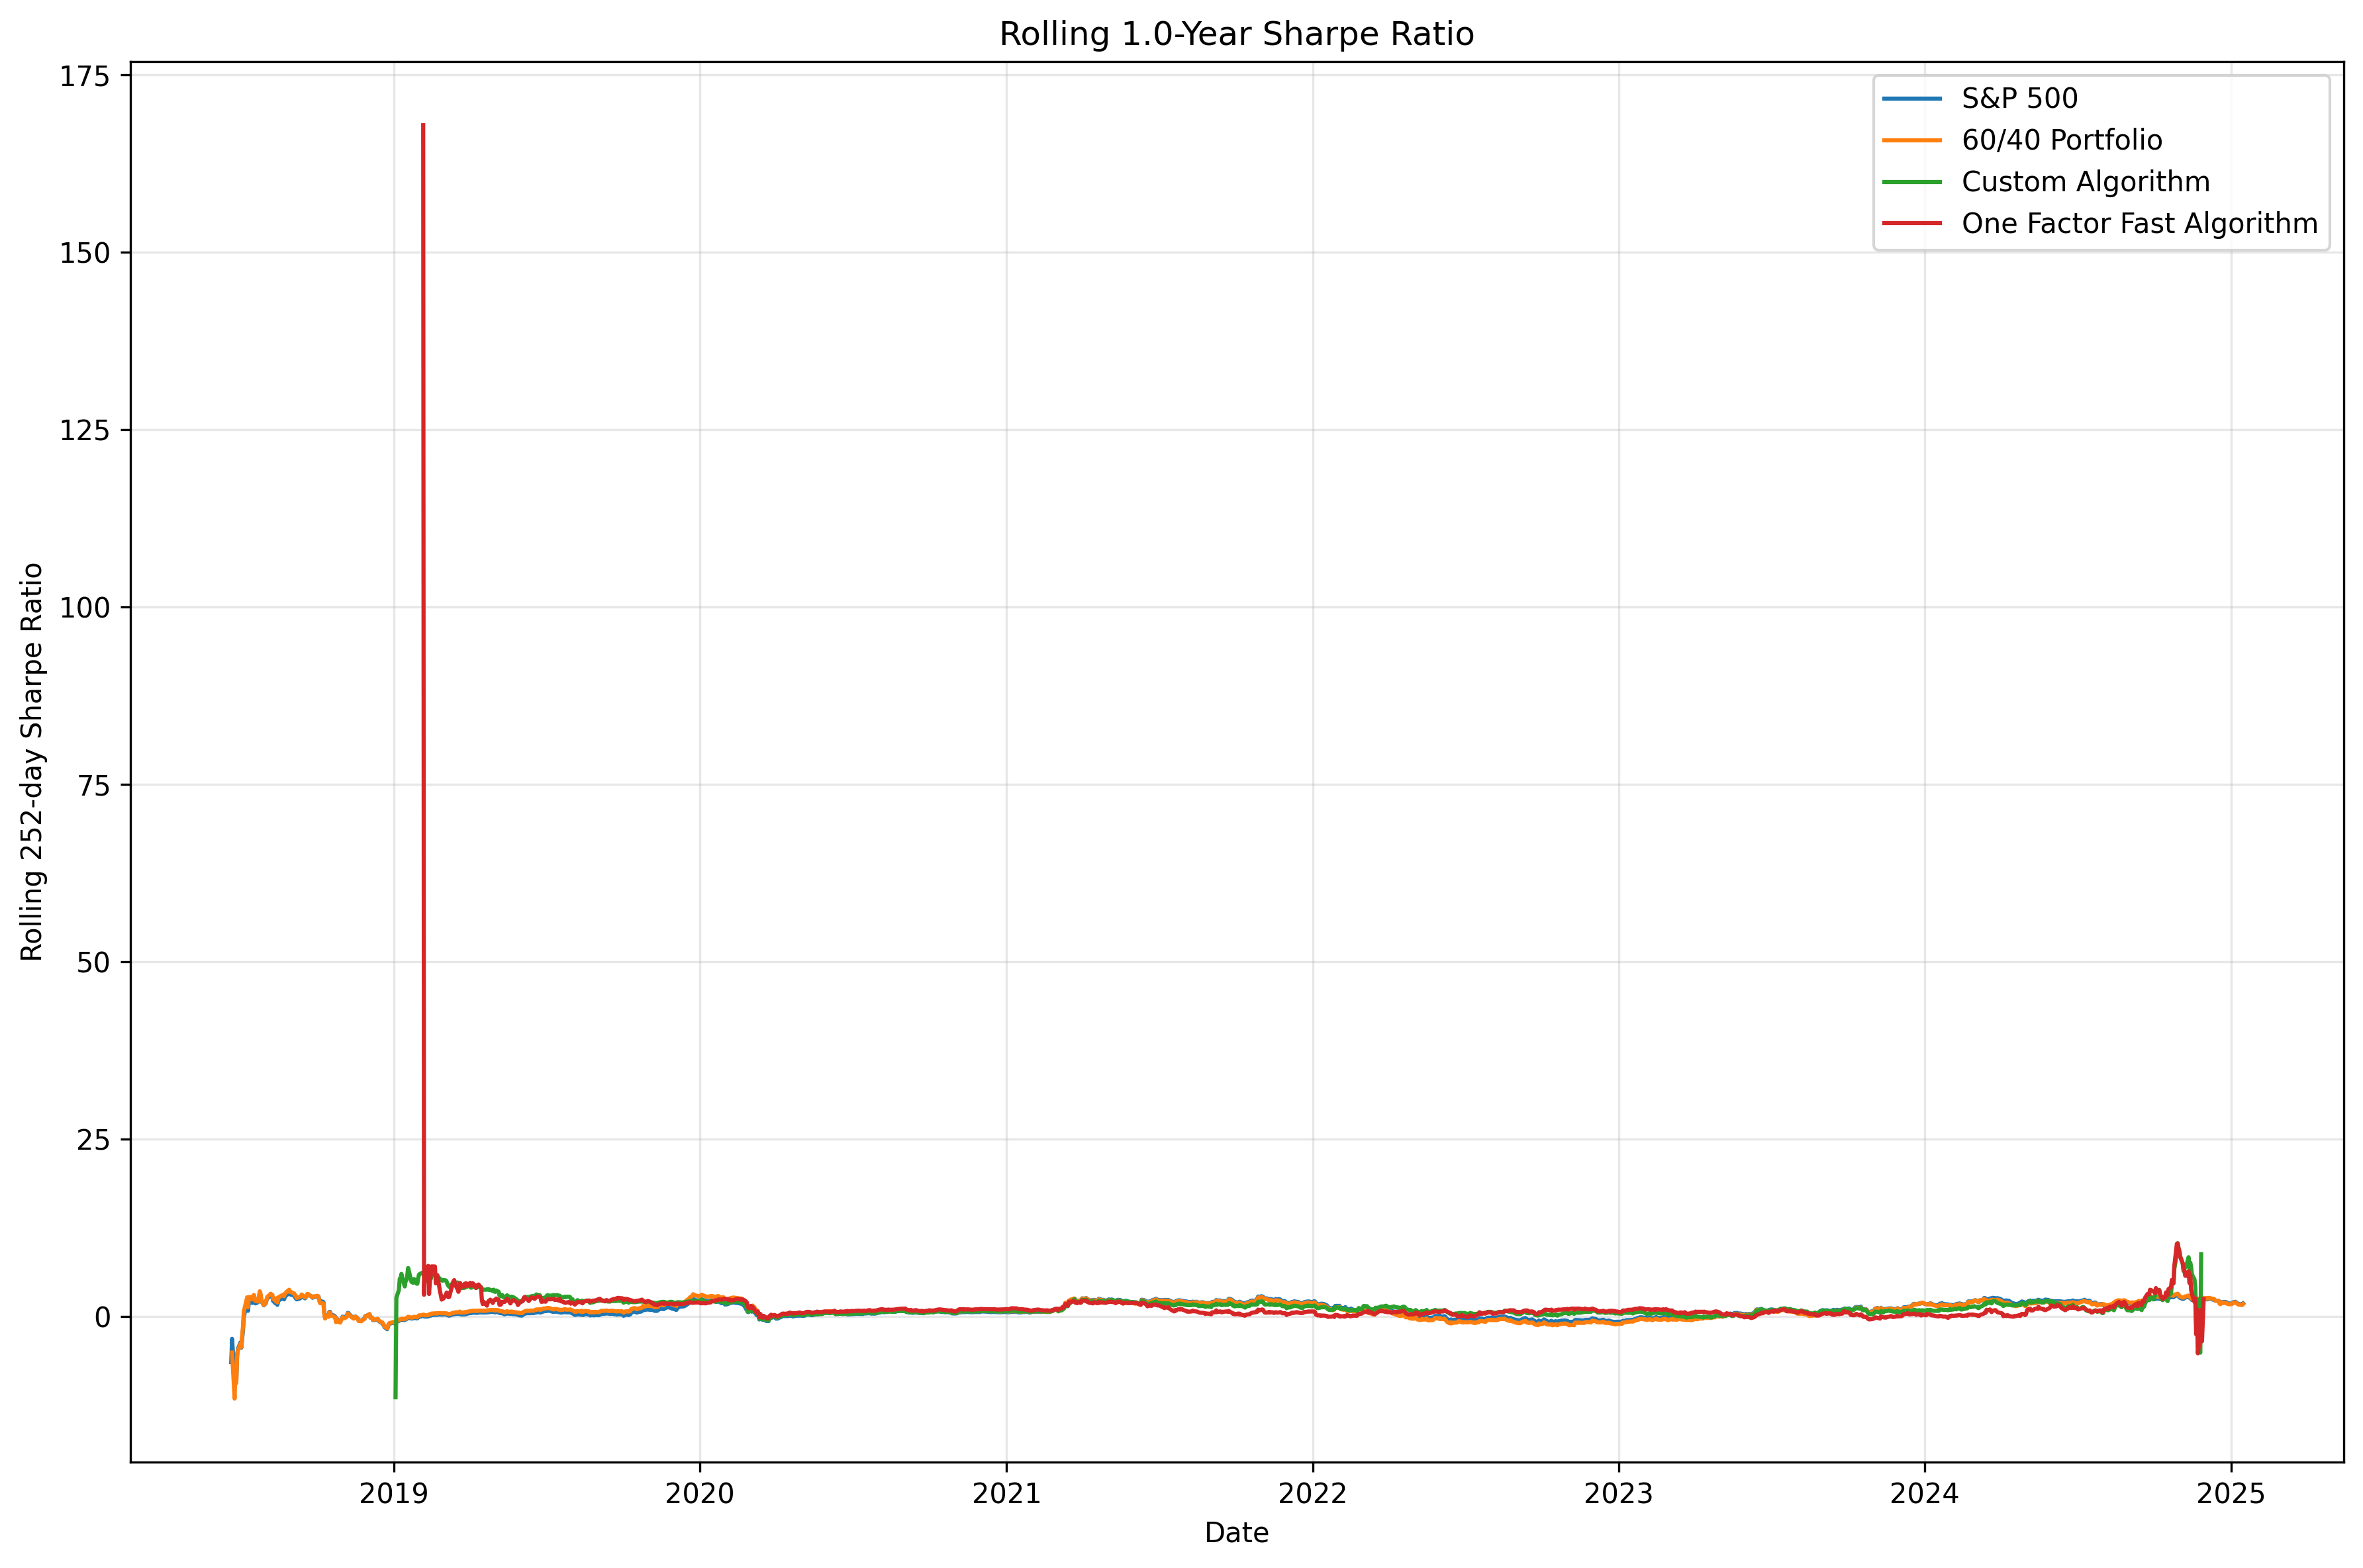 Rolling 1.0-Year Sharpe Ratio
S&P 500
60/40 Portfolio
Custom Algorithm
One Factor Fast Algorithm
Rolling 252-day Sharpe Ratio
175
150
125
100
75
50
25
0
2019 2020 2021 2022 2023 2024 2025
Date